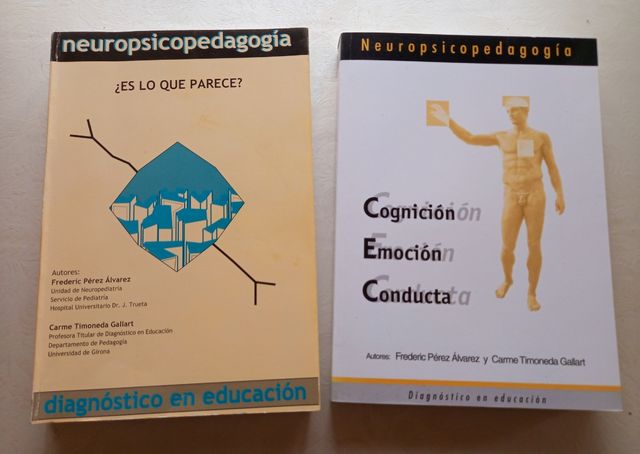 neuropsicopedagogía
¿ES LO QUE PARECE?
Autores:
Frederic Pérez Álvarez
Unidad de Neuropediatría
Servicio de Pediatría
Hospital Universitario Dr. J. Trueta
Carme Timoneda Gallart
Profesora Titular de Diagnóstico en Educación
Departamento de Pedagogía
Universidad de Girona
diagnóstico en educación
Neuropsicopedagogía
Cognición
Emoción
Conducta
Autores: Frederic Pérez Álvarez y Carme Timoneda Gallart
Diagnóstico en educación